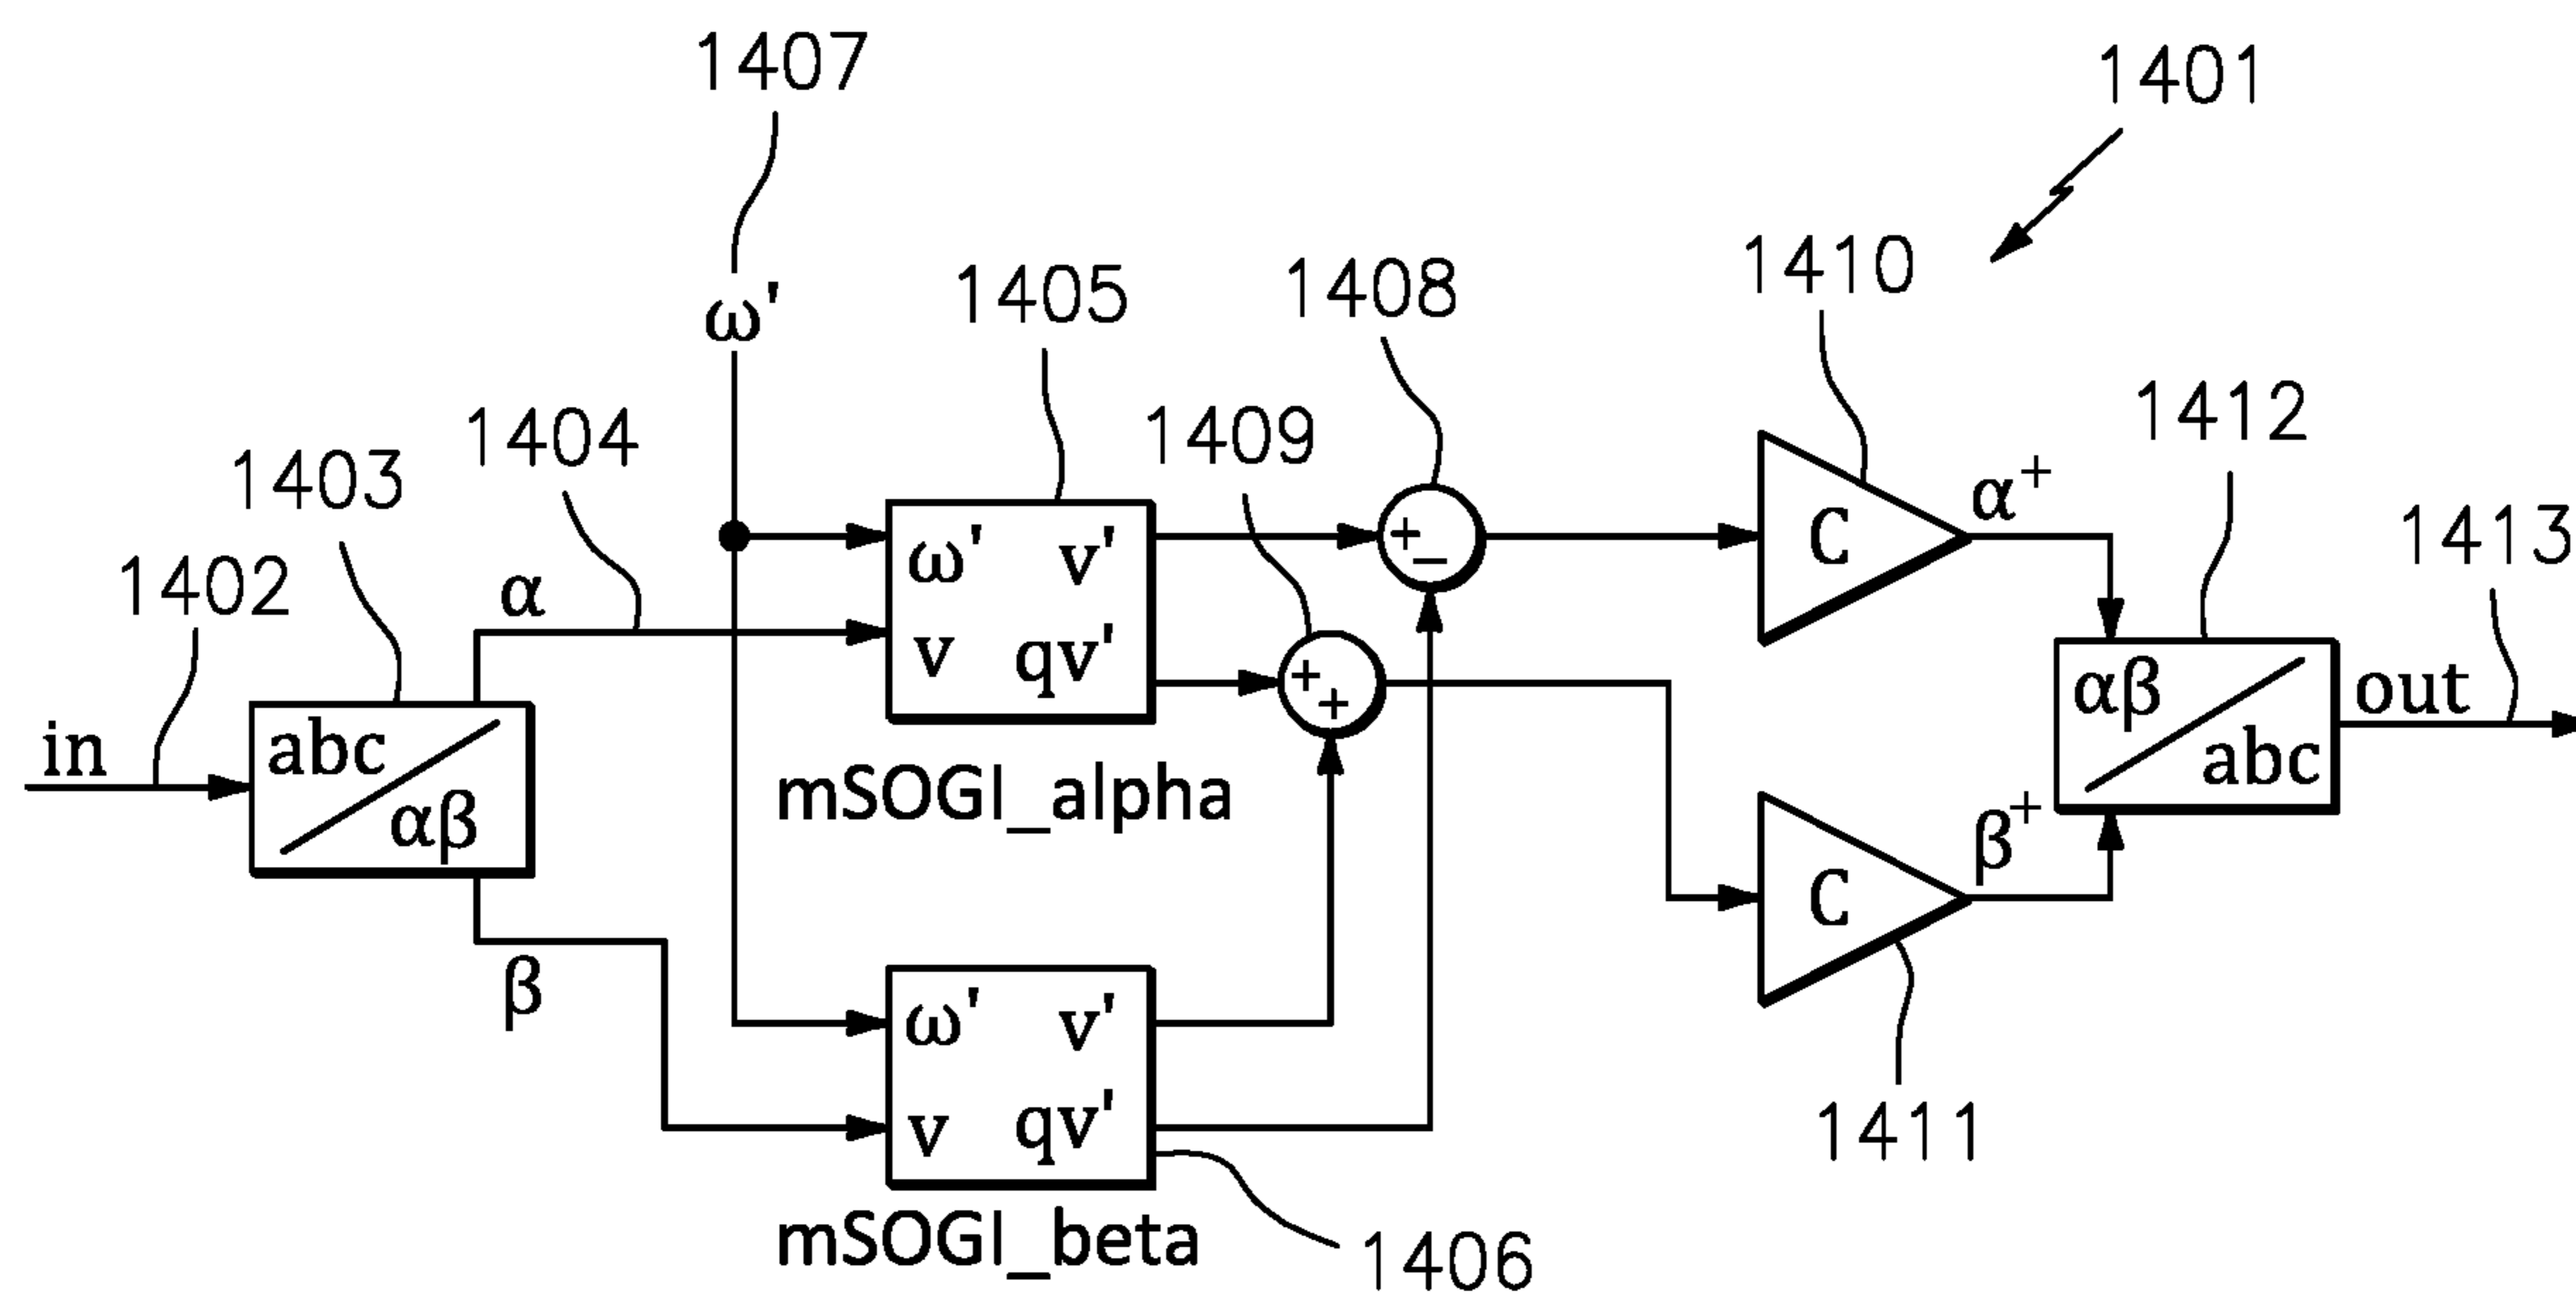 1407
1401
1410
1405
1408
ω'
1404
1409
1412
1403
α⁺
1413
1402
α
ω' v'
+
−
C
v qv'
+
+
αβ
out
in
abc
abc
αβ
mSOGI_alpha
β⁺
C
β
ω' v'
v qv'
1411
mSOGI_beta
1406